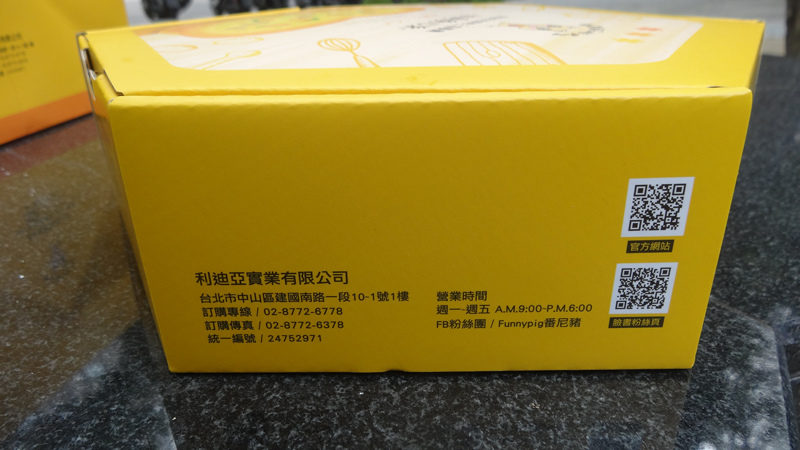 利迪亞實業有限公司
台北市中山區建國南路一段10-1號1樓
訂購專線 / 02-8772-6778
訂購傳真 / 02-8772-6378
統一編號 / 24752971
營業時間
週一~週五 A.M.9:00~P.M.6:00
FB粉絲團 / Funnypig番尼豬
官方網站
臉書粉絲頁